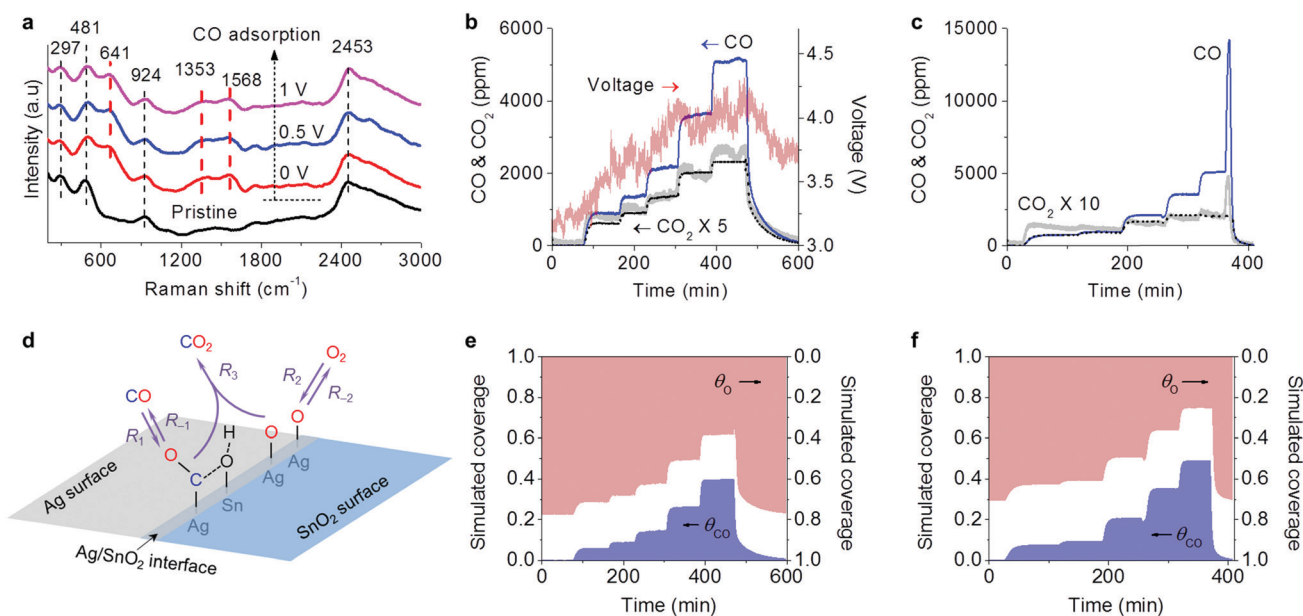 a
CO adsorption
297 481 641 924 1353 1568 2453
1 V
0.5 V
0 V
Pristine
Intensity (a.u)
600 1200 1800 2400 3000
Raman shift (cm⁻¹)
b
CO & CO₂ (ppm)
6000
4000
2000
0
← CO
Voltage →
← CO₂ X 5
4.5
4.0
3.5
3.0
Voltage (V)
0 200 400 600
Time (min)
c
CO & CO₂ (ppm)
15000
10000
5000
0
CO
CO₂ X 10
0 200 400
Time (min)
d
CO₂
O₂
CO
R₃
R₂
R₋₂
R₋₁
R₁
O
H
O
O
O
C
Ag
Ag
Sn
Ag
Ag surface
SnO₂ surface
Ag/SnO₂ interface
e
Simulated coverage
1.0
0.8
0.6
0.4
0.2
0.0
θO →
← θCO
0.0
0.2
0.4
0.6
0.8
1.0
Simulated coverage
0 200 400 600
Time (min)
f
Simulated coverage
1.0
0.8
0.6
0.4
0.2
0.0
θO →
← θCO
0.0
0.2
0.4
0.6
0.8
1.0
Simulated coverage
0 200 400
Time (min)